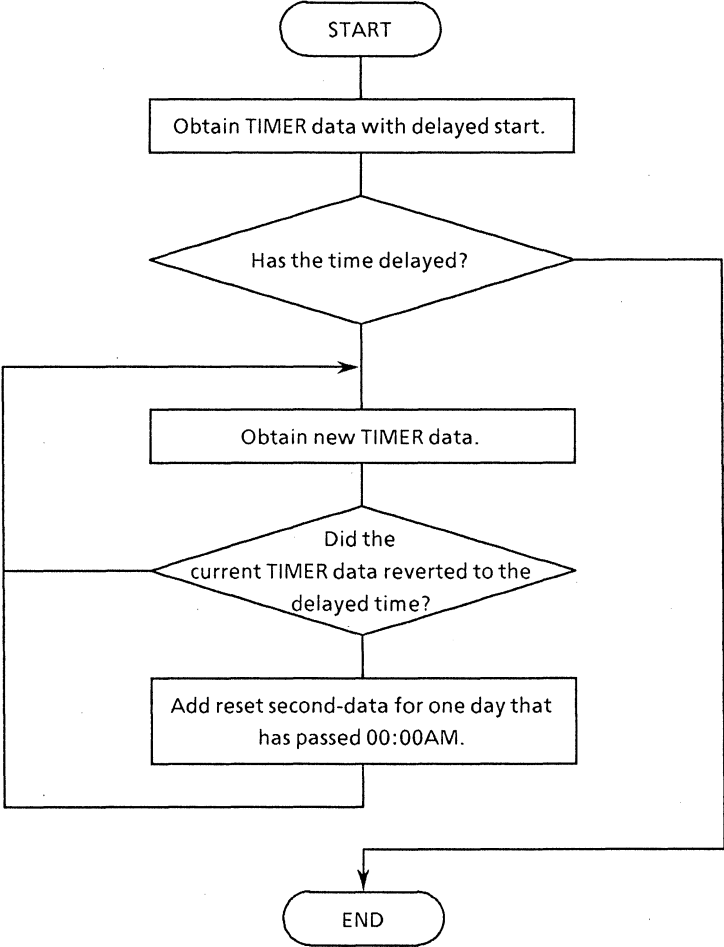 START
Obtain TIMER data with delayed start.
Has the time delayed?
Obtain new TIMER data.
Did the
current TIMER data reverted to the
delayed time?
Add reset second-data for one day that
has passed 00:00AM.
END